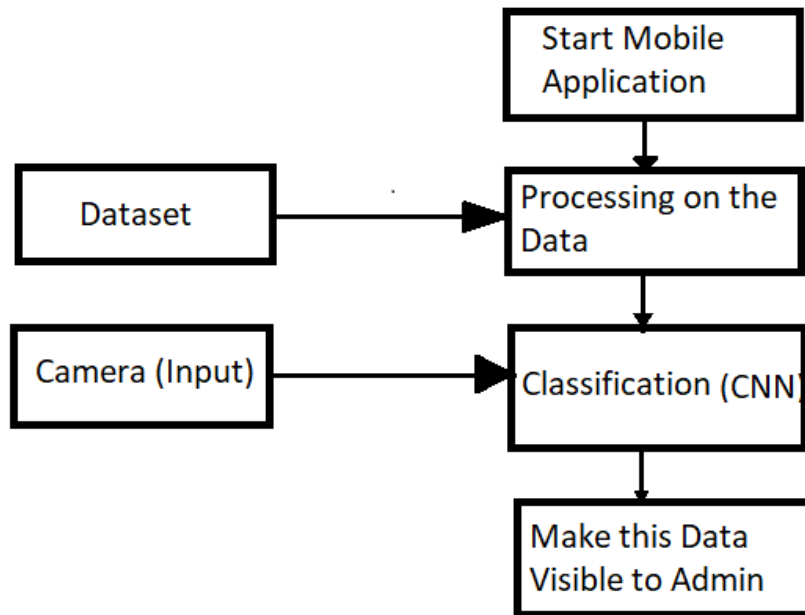 Start Mobile
Application
Dataset
Processing on the
Data
Camera (Input)
Classification (CNN)
Make this Data
Visible to Admin